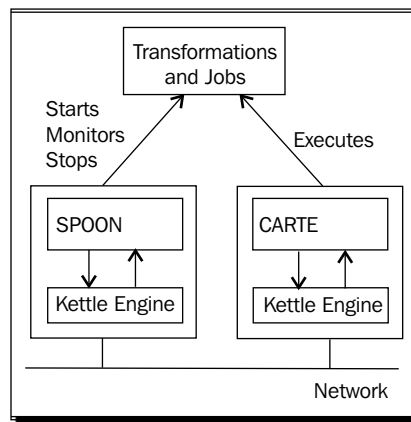 Transformations
and Jobs
Starts
Monitors
Stops
Executes
SPOON
CARTE
Kettle Engine
Kettle Engine
Network